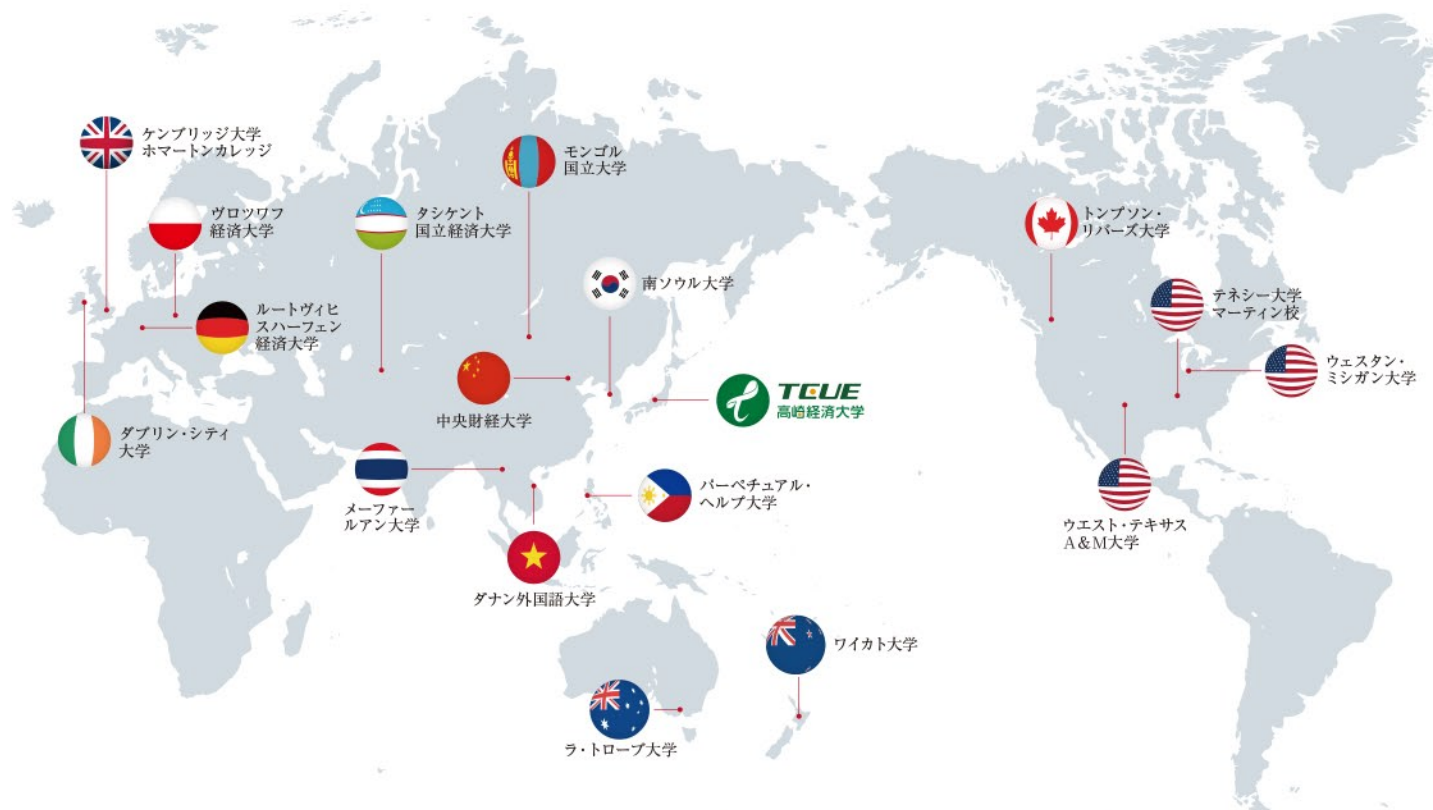 ケンブリッジ大学
ホマートンカレッジ
モンゴル
国立大学
ヴロツワフ
経済大学
タシケント
国立経済大学
トンプソン・
リバーズ大学
南ソウル大学
テネシー大学
マーティン校
ルートヴィヒ
スハーフェン
経済大学
ウェスタン・
ミシガン大学
中央財経大学
TCUE
高崎経済大学
ダブリン・シティ
大学
メーファー
ルアン大学
パーペチュアル・
ヘルプ大学
ウエスト・テキサス
A&M大学
ダナン外国語大学
ワイカト大学
ラ・トローブ大学